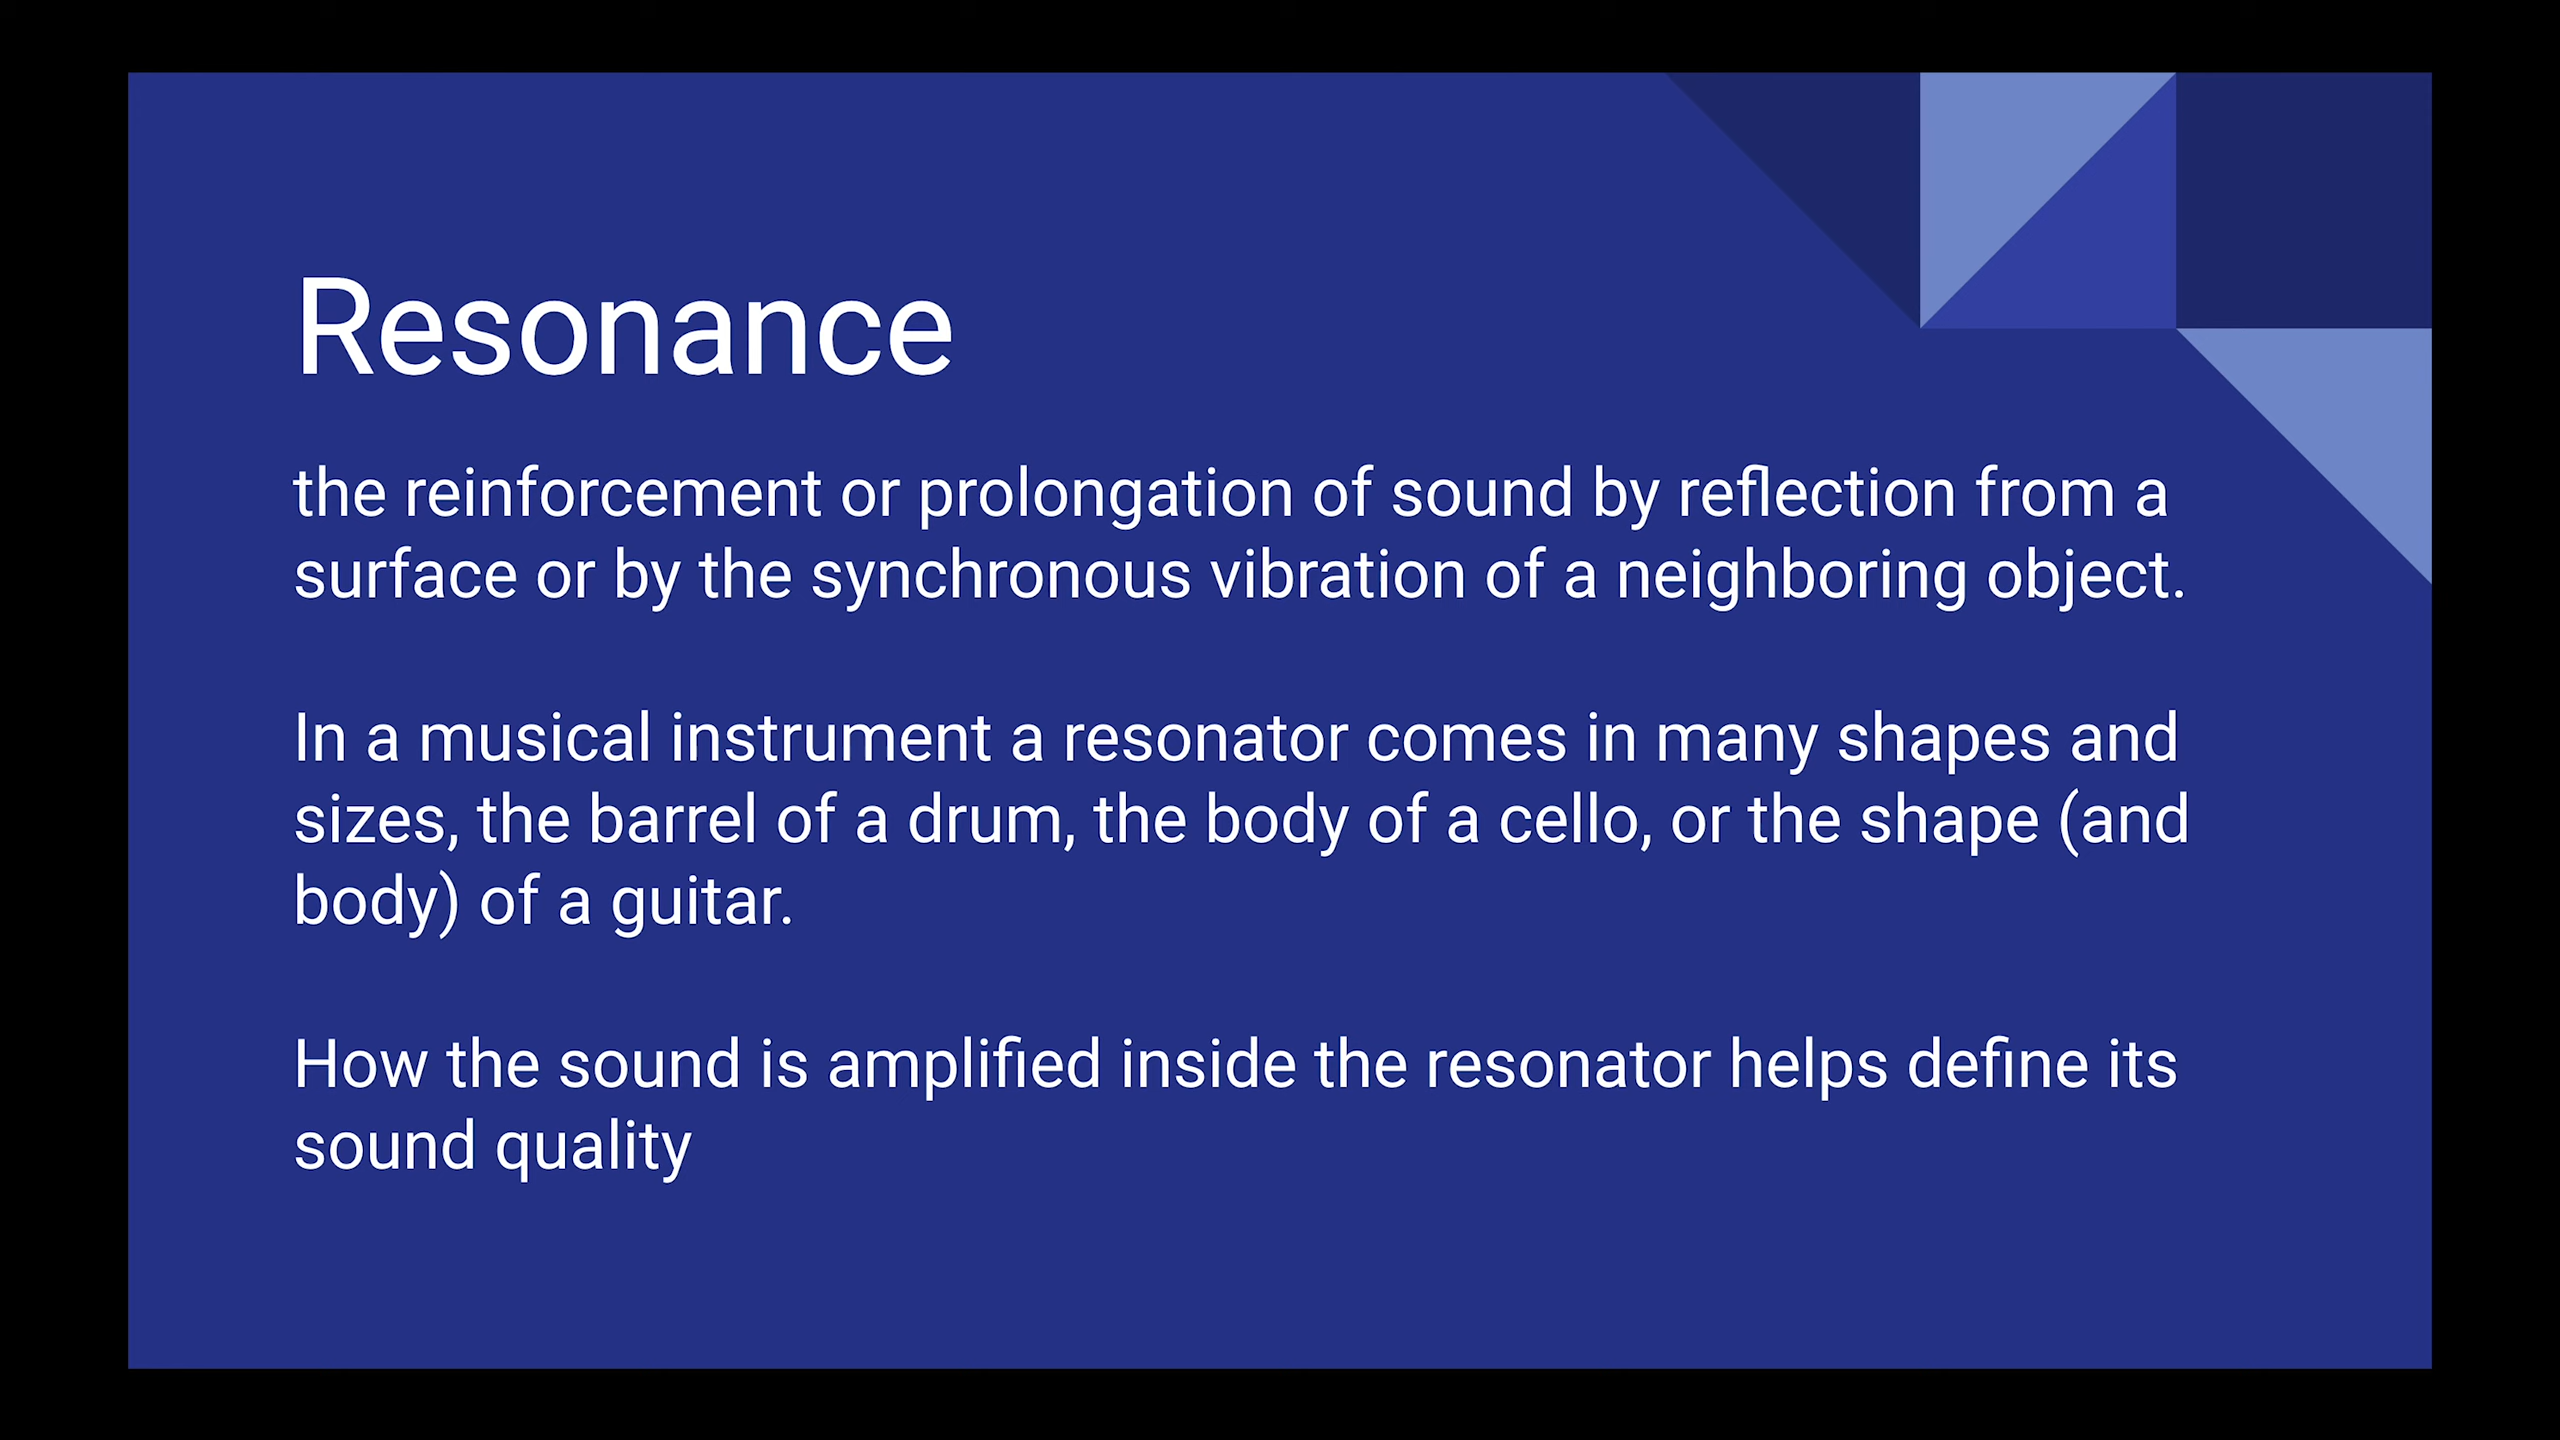 Resonance
the reinforcement or prolongation of sound by reflection from a
surface or by the synchronous vibration of a neighboring object.
In a musical instrument a resonator comes in many shapes and
sizes, the barrel of a drum, the body of a cello, or the shape (and
body) of a guitar.
How the sound is amplified inside the resonator helps define its
sound quality